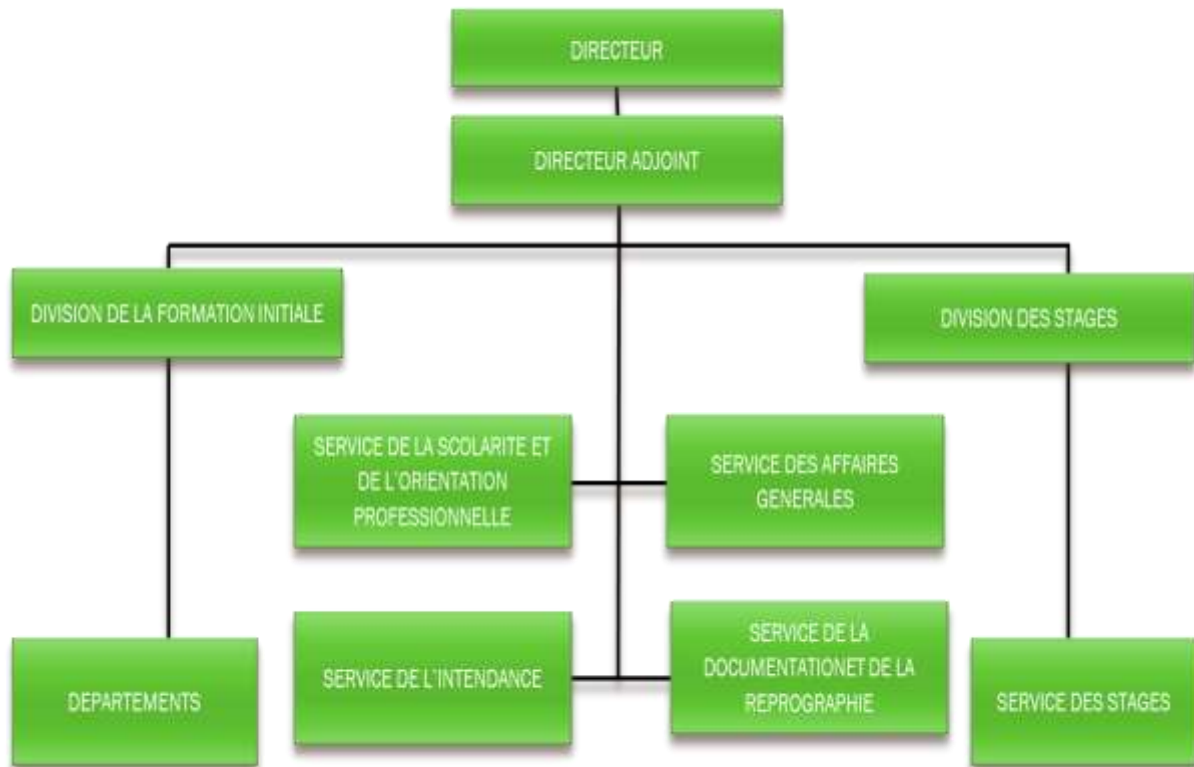 DIRECTEUR
DIRECTEUR ADJOINT
DIVISION DE LA FORMATION INITIALE
DIVISION DES STAGES
SERVICE DE LA SCOLARITE ET
DE L'ORIENTATION
PROFESSIONNELLE
SERVICE DES AFFAIRES
GENERALES
DEPARTEMENTS
SERVICE DE L'INTENDANCE
SERVICE DE LA
DOCUMENTATIONET DE LA
REPROGRAPHIE
SERVICE DES STAGES